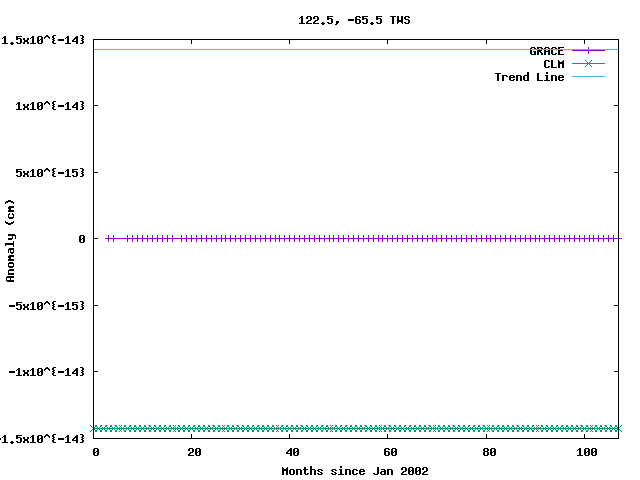 122.5, -65.5 TWS
1.5x10^{-14}
1x10^{-14}
5x10^{-15}
0
-5x10^{-15}
-1x10^{-14}
-1.5x10^{-14}
Anomaly (cm)
GRACE
CLM
Trend Line
0 20 40 60 80 100
Months since Jan 2002